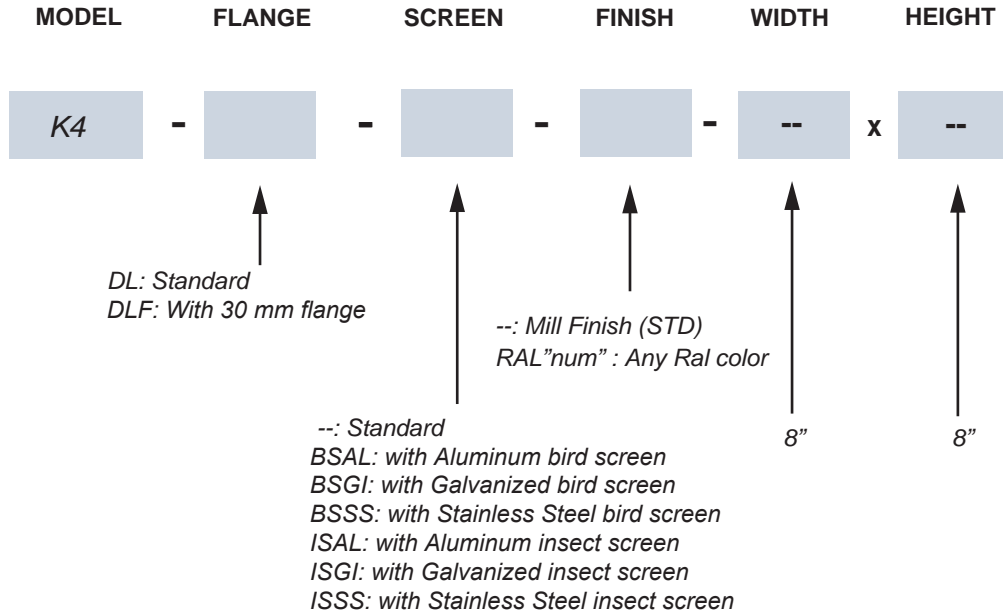 MODEL FLANGE SCREEN FINISH WIDTH HEIGHT
K4 - - - - -- x --
DL: Standard
DLF: With 30 mm flange
--: Mill Finish (STD)
RAL”num” : Any Ral color
--: Standard
8” 8”
BSAL: with Aluminum bird screen
BSGI: with Galvanized bird screen
BSSS: with Stainless Steel bird screen
ISAL: with Aluminum insect screen
ISGI: with Galvanized insect screen
ISSS: with Stainless Steel insect screen